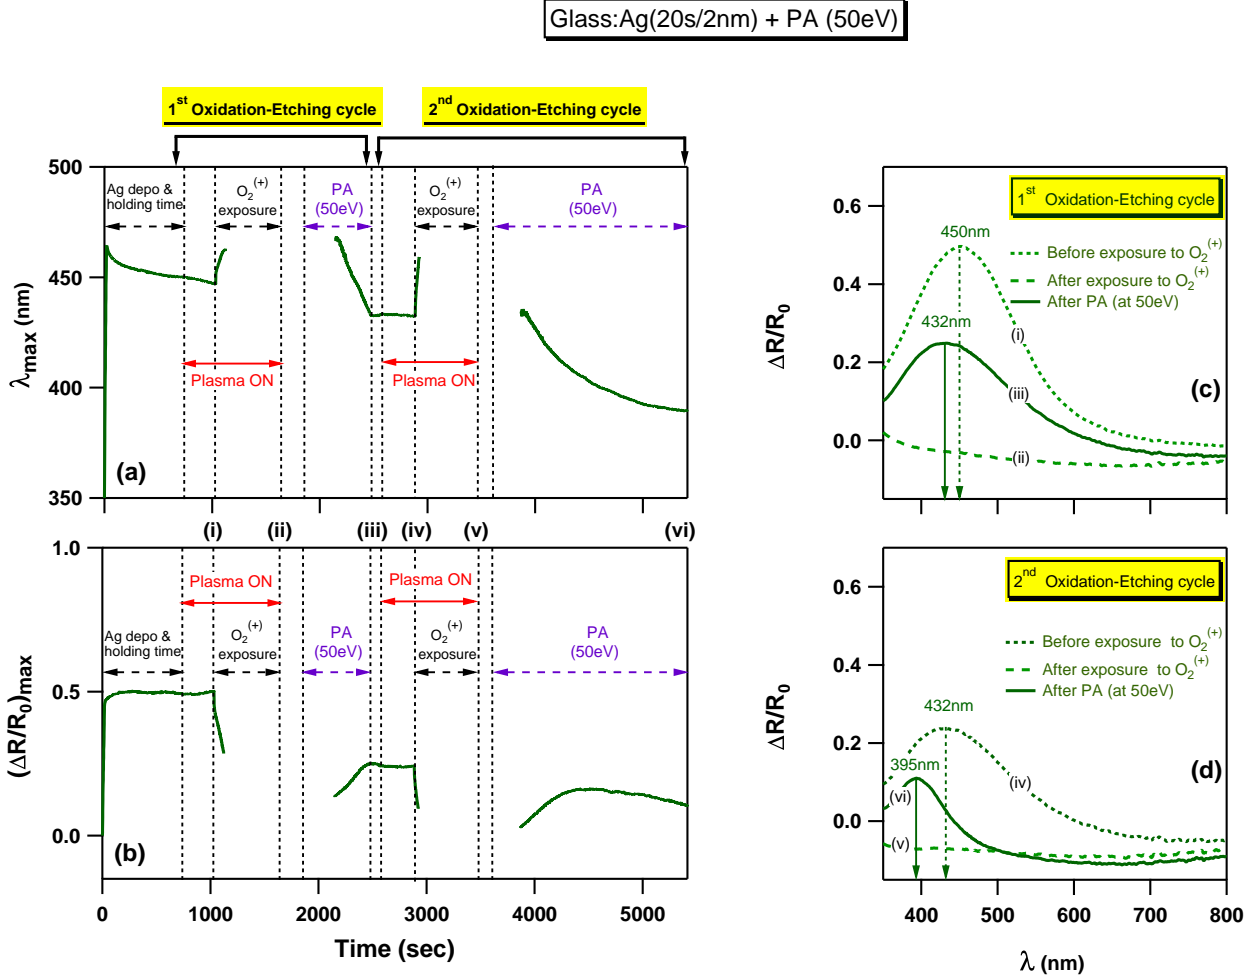 Glass:Ag(20s/2nm) + PA (50eV)
1st Oxidation-Etching cycle
2nd Oxidation-Etching cycle
500
450
400
350
λmax (nm)
Ag depo &
holding time
O2(+)
exposure
PA
(50eV)
O2(+)
exposure
PA
(50eV)
Plasma ON
Plasma ON
(a)
(i)
(ii)
(iii)
(iv)
(v)
(vi)
1.0
0.5
0.0
(ΔR/R0)max
Plasma ON
Plasma ON
Ag depo &
holding time
O2(+)
exposure
PA
(50eV)
O2(+)
exposure
PA
(50eV)
(b)
0
1000
2000
3000
4000
5000
Time (sec)
0.6
0.4
0.2
0.0
ΔR/R0
1st Oxidation-Etching cycle
450nm
Before exposure to O2(+)
After exposure to O2(+)
After PA (at 50eV)
432nm
(i)
(iii)
(ii)
(c)
0.6
0.4
0.2
0.0
ΔR/R0
2nd Oxidation-Etching cycle
Before exposure to O2(+)
After exposure to O2(+)
After PA (at 50eV)
432nm
395nm
(iv)
(vi)
(v)
(d)
400
500
600
700
800
λ (nm)